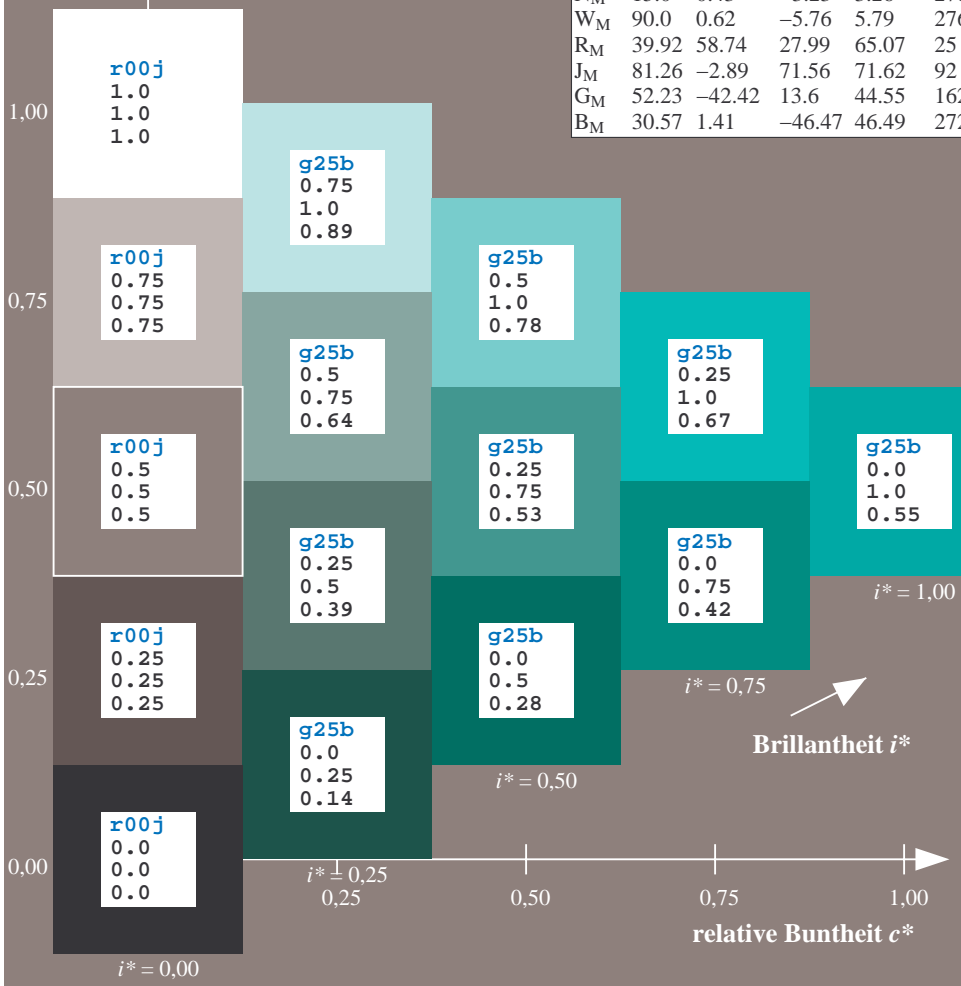 W_M 90.0 0.62 −5.76 5.79
R_M 39.92 58.74 27.99 65.07 25
J_M 81.26 −2.89 71.56 71.62 92
G_M 52.23 −42.42 13.6 44.55 162
B_M 30.57 1.41 −46.47 46.49 272
1,00
0,75
0,50
0,25
0,00
r00j
1.0
1.0
1.0
r00j
0.75
0.75
0.75
r00j
0.5
0.5
0.5
r00j
0.25
0.25
0.25
r00j
0.0
0.0
0.0
i* = 0,00
g25b
0.75
1.0
0.89
g25b
0.5
0.75
0.64
g25b
0.25
0.5
0.39
g25b
0.0
0.25
0.14
i* = 0,25
g25b
0.5
1.0
0.78
g25b
0.25
0.75
0.53
g25b
0.0
0.5
0.28
i* = 0,50
g25b
0.25
1.0
0.67
g25b
0.0
0.75
0.42
i* = 0,75
g25b
0.0
1.0
0.55
i* = 1,00
Brillantheit i*
0,25 0,50 0,75 1,00
relative Buntheit c*